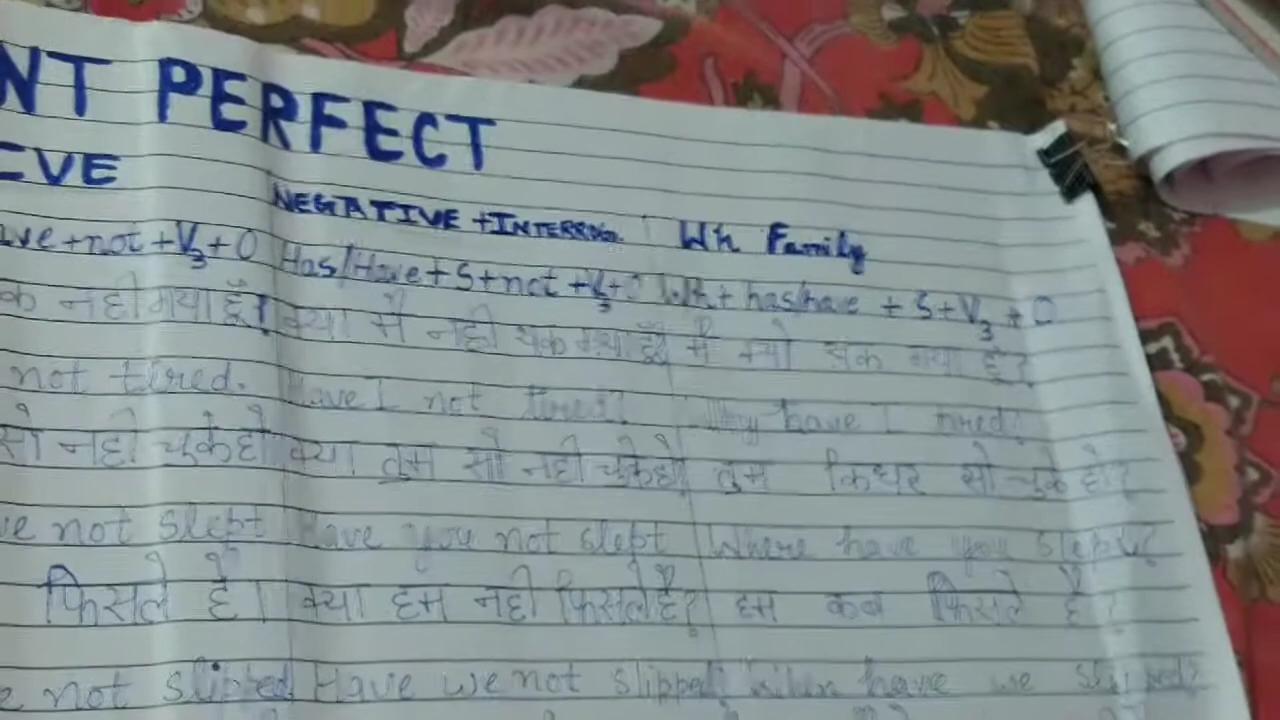 NT PERFECT
IVE NEGATIVE + INTERRO. Wh Family
ave+not+V3+O Has/Have+S+not+V3+O Wh+has/have+S+V3+O
क नही गया हूँ। क्या मैं नही थक गया हूँ? मैं क्यों थक गया हूँ?
not tired. Have I not tired? Why have I tired?
सो नही चुके हो क्या तुम सो नही चुके हो? तुम किधर सो चुके हो?
ve not slept Have you not slept Where have you slept?
फिसले हैं। क्या हम नही फिसले हैं? हम कब फिसले हैं?
e not slipped Have we not slipped? When have we slipped?